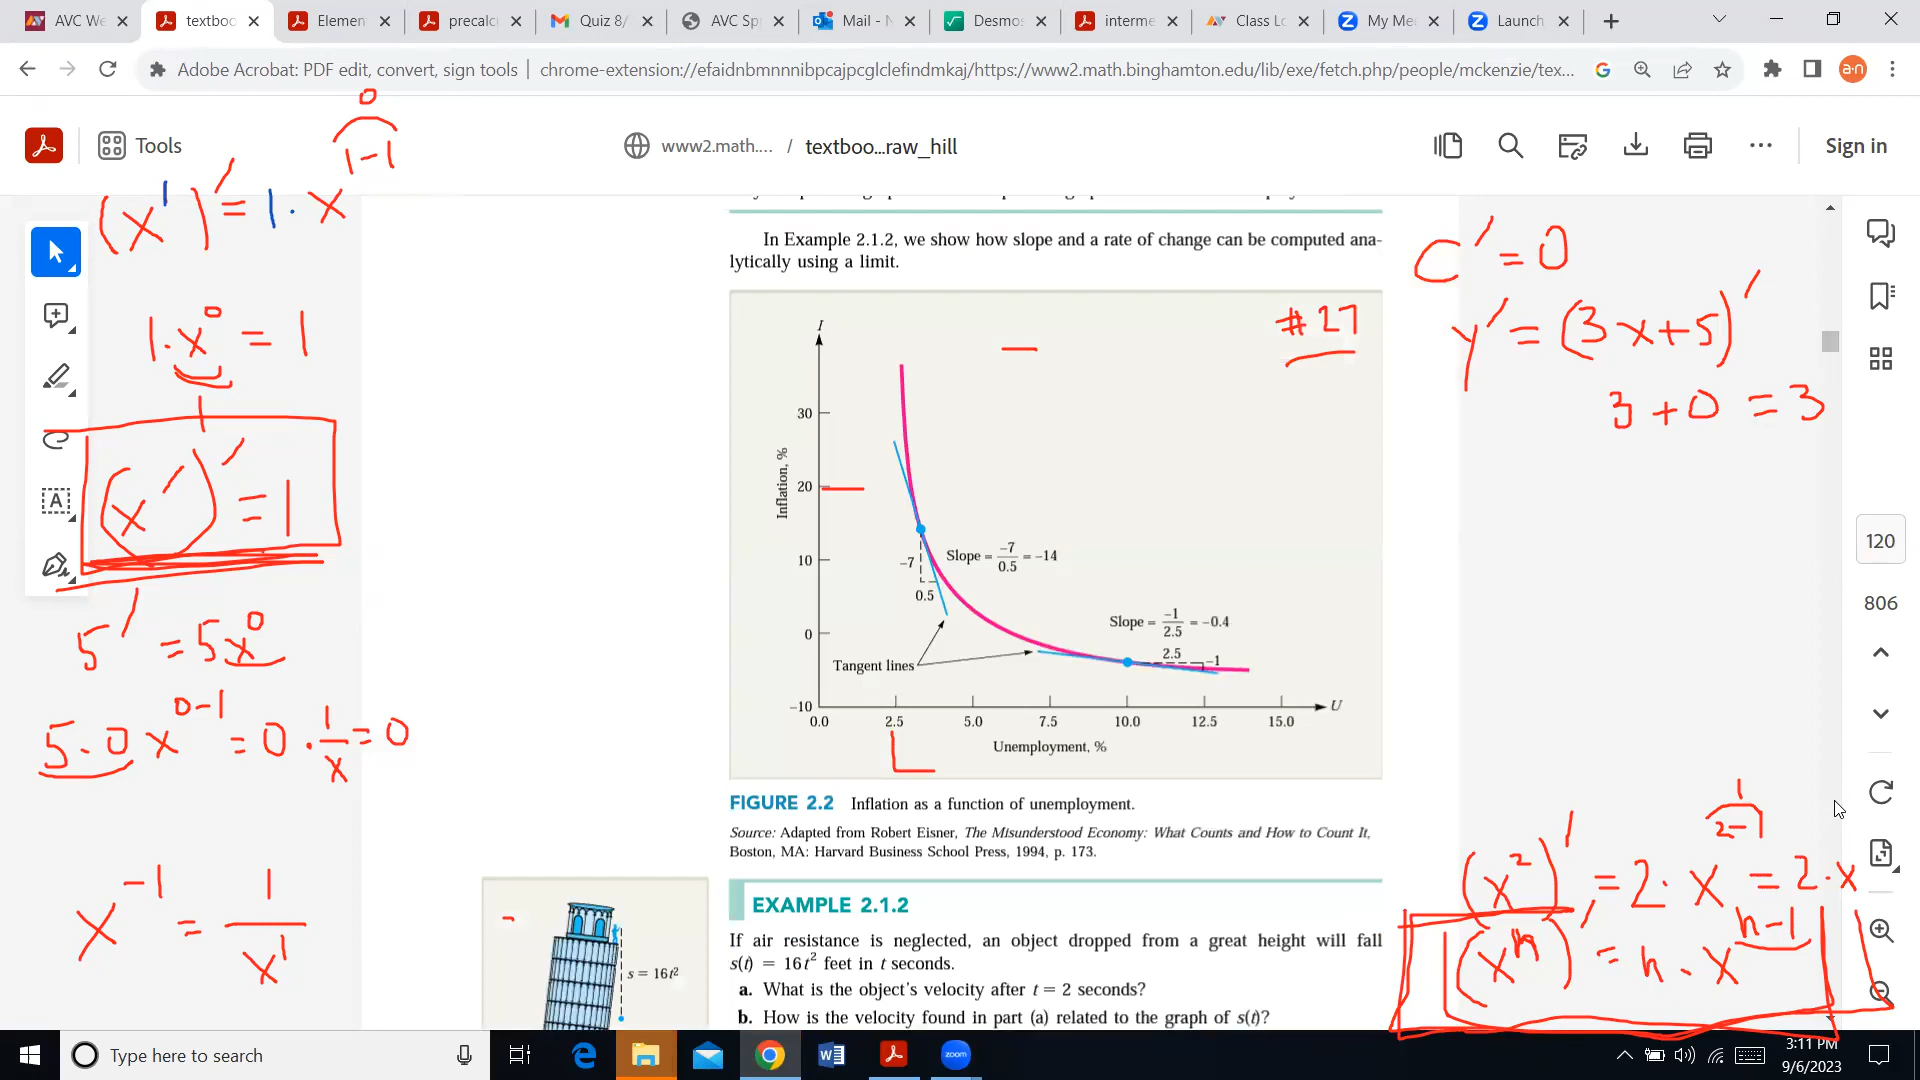 AVC We
textboo
Elemen
precalc
Quiz 8/
AVC Sp
Mail - N
Desmos
interme
Class Lo
My Mee
Launch
Adobe Acrobat: PDF edit, convert, sign tools | chrome-extension://efaidnbmnnnibpcajpcglclefindmkaj/https://www2.math.binghamton.edu/lib/exe/fetch.php/people/mckenzie/tex...
Tools
www2.math.... / textboo...raw_hill
Sign in
In Example 2.1.2, we show how slope and a rate of change can be computed ana-
lytically using a limit.
I
30
20
10
0
-10
Inflation, %
Slope = -7/0.5 = -14
-7
0.5
Slope = -1/2.5 = -0.4
2.5
-1
Tangent lines
0.0 2.5 5.0 7.5 10.0 12.5 15.0
U
Unemployment, %
#27
FIGURE 2.2 Inflation as a function of unemployment.
Source: Adapted from Robert Eisner, The Misunderstood Economy: What Counts and How to Count It,
Boston, MA: Harvard Business School Press, 1994, p. 173.
EXAMPLE 2.1.2
If air resistance is neglected, an object dropped from a great height will fall
s(t) = 16t² feet in t seconds.
a. What is the object's velocity after t = 2 seconds?
b. How is the velocity found in part (a) related to the graph of s(t)?
s = 16t²
0
1-1
(x¹)' = 1·x
1·x⁰ = 1
1
(x')' = 1
5' = 5x⁰
5·0x⁰⁻¹ = 0·1/x = 0
x⁻¹ = 1/x¹
C' = 0
y' = (3x+5)'
3+0 = 3
1
2-1
(x²)' = 2·x = 2·x
(xⁿ)' = n·xⁿ⁻¹
120
806
Type here to search
W
zoom
3:11 PM
9/6/2023